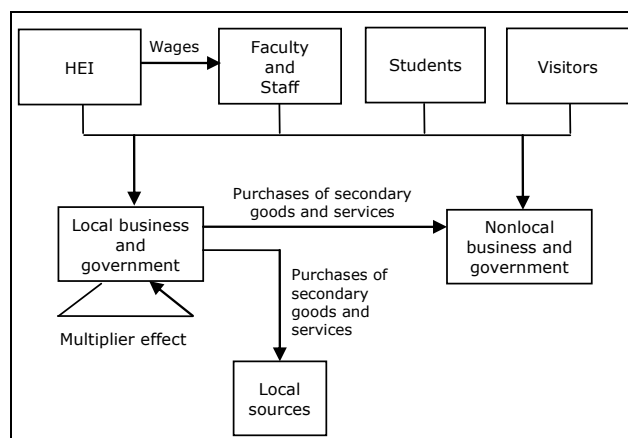 Wages
HEI
Faculty
and
Staff
Students
Visitors
Purchases of secondary
goods and services
Local business
and
government
Nonlocal
business and
government
Purchases of
secondary
goods and
services
Multiplier effect
Local
sources